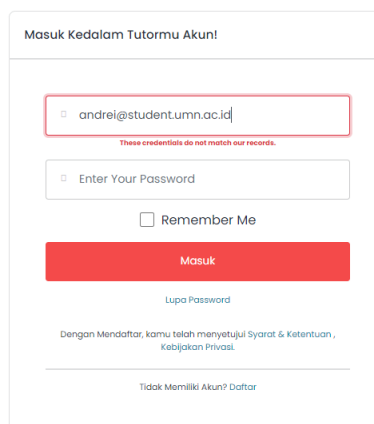 Masuk Kedalam Tutormu Akun!
andrei@student.umn.ac.id
These credentials do not match our records.
Enter Your Password
Remember Me
Masuk
Lupa Password
Dengan Mendaftar, kamu telah menyetujui Syarat & Ketentuan ,
Kebijakan Privasi.
Tidak Memiliki Akun? Daftar